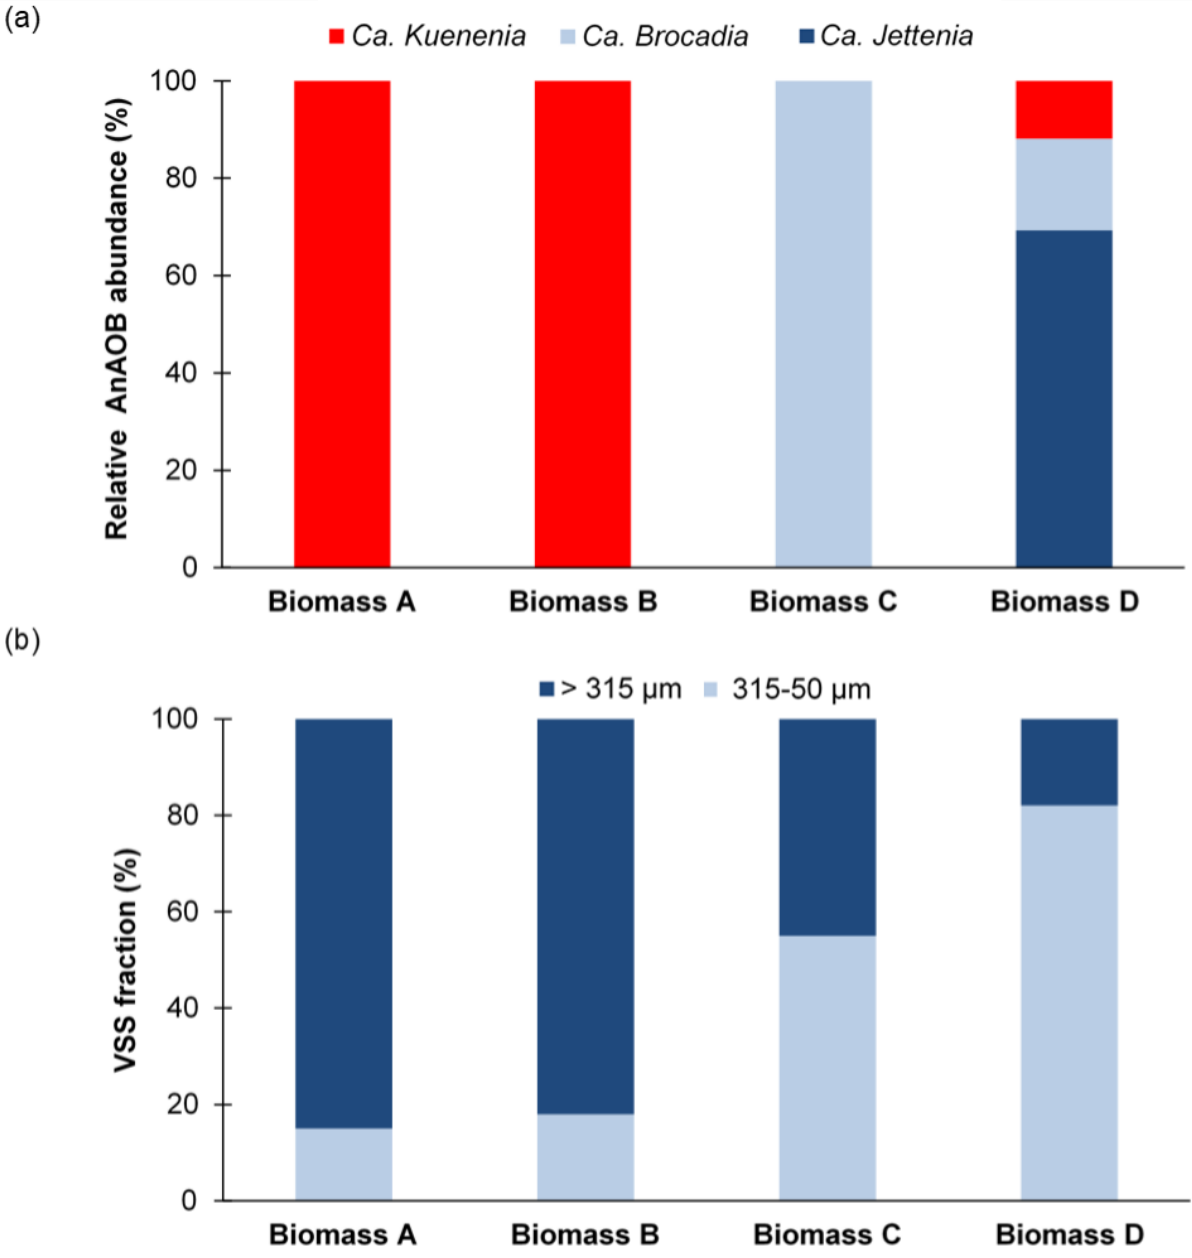 (a)
Ca. Kuenenia Ca. Brocadia Ca. Jettenia
Relative AnAOB abundance (%)
100
80
60
40
20
0
Biomass A Biomass B Biomass C Biomass D
(b)
> 315 µm 315-50 µm
VSS fraction (%)
100
80
60
40
20
0
Biomass A Biomass B Biomass C Biomass D